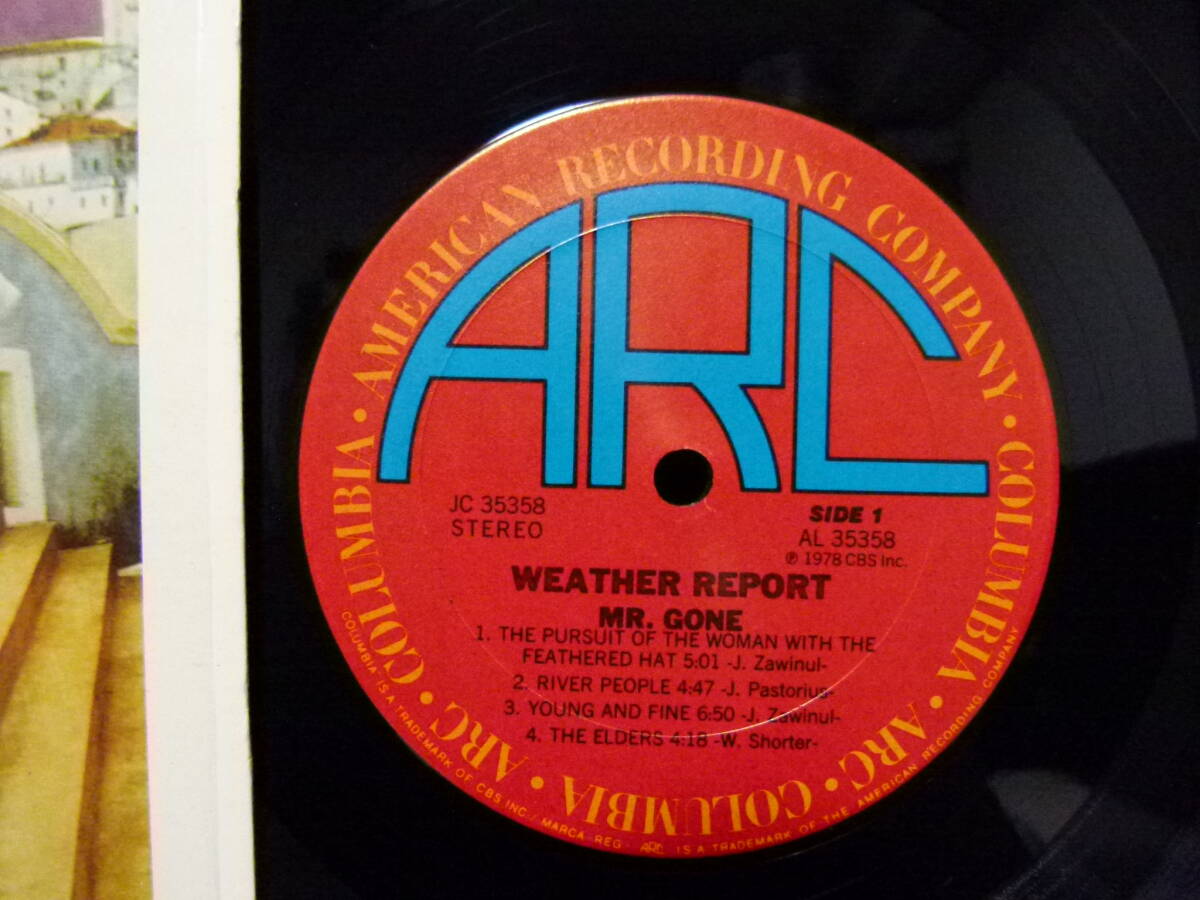 AMERICAN RECORDING COMPANY • COLUMBIA • ARC • COLUMBIA • ARC • COLUMBIA •
ARC
JC 35358
STEREO
SIDE 1
AL 35358
℗ 1978 CBS Inc.
WEATHER REPORT
MR. GONE
1. THE PURSUIT OF THE WOMAN WITH THE
FEATHERED HAT 5:01 -J. Zawinul-
2. RIVER PEOPLE 4:47 -J. Pastorius-
3. YOUNG AND FINE 6:50 -J. Zawinul-
4. THE ELDERS 4:18 -W. Shorter-
COLUMBIA IS A TRADEMARK OF CBS INC./ MARCA REG. ARC IS A TRADEMARK OF THE AMERICAN RECORDING COMPANY